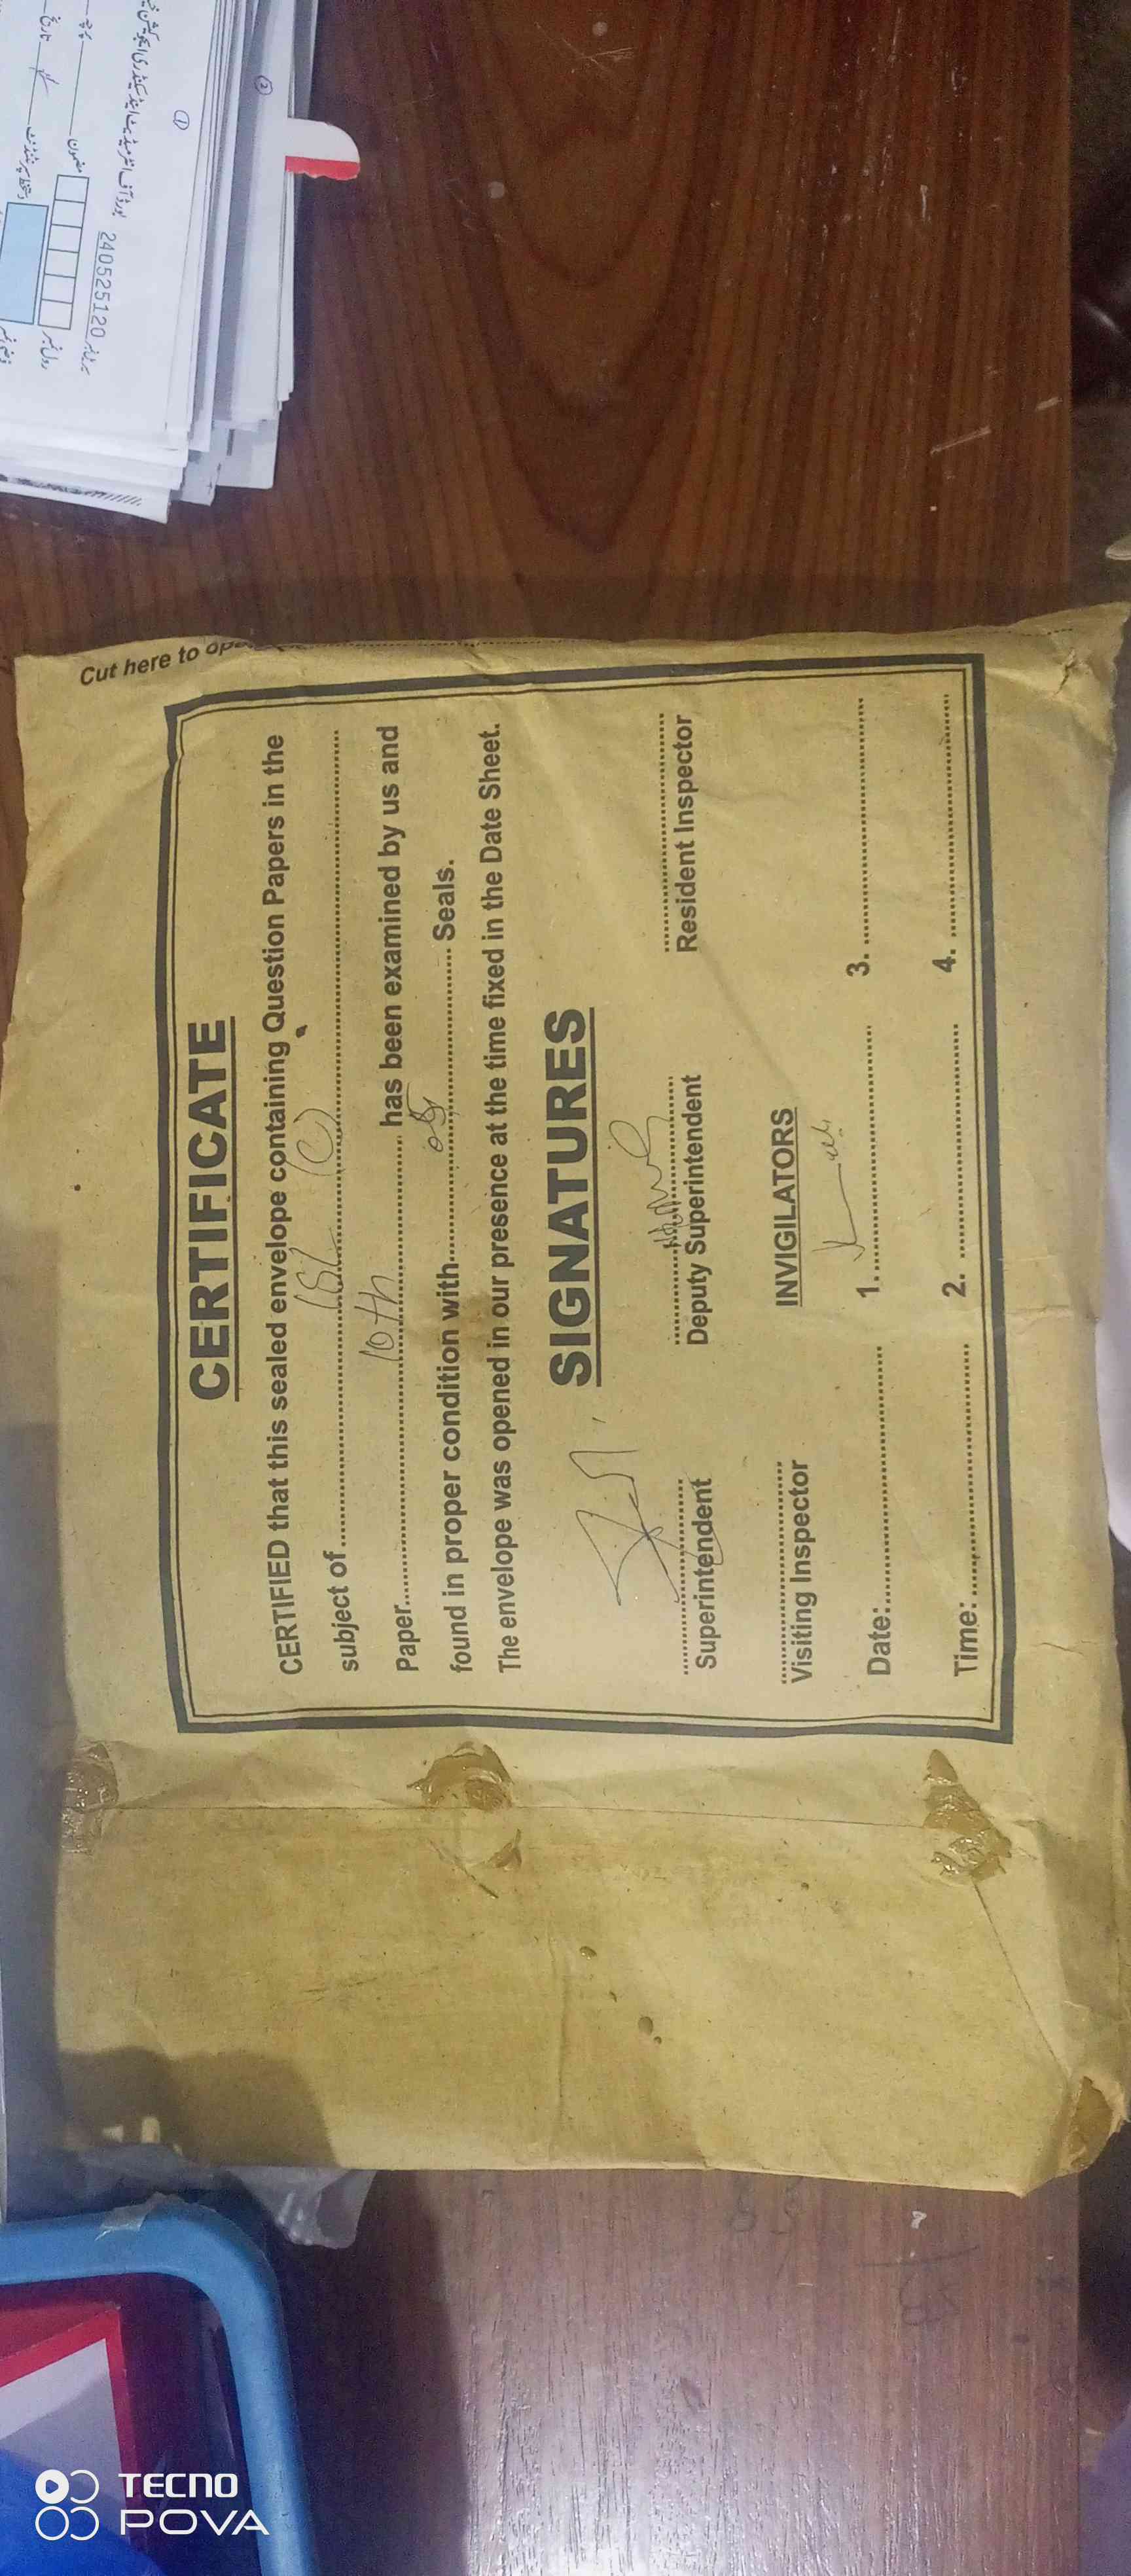 240525120
①
②
Cut here to
CERTIFICATE
CERTIFIED that this sealed envelope containing Question Papers in the
subject of.......... ISL (C) ..........
Paper.......... 10th .......... has been examined by us and
found in proper condition with.......... 05 .......... Seals.
The envelope was opened in our presence at the time fixed in the Date Sheet.
SIGNATURES
Superintendent
Deputy Superintendent
Resident Inspector
Visiting Inspector
INVIGILATORS
Date:..........
1. ..........
3. ..........
Time:..........
2. ..........
4. ..........
TECNO
POVA